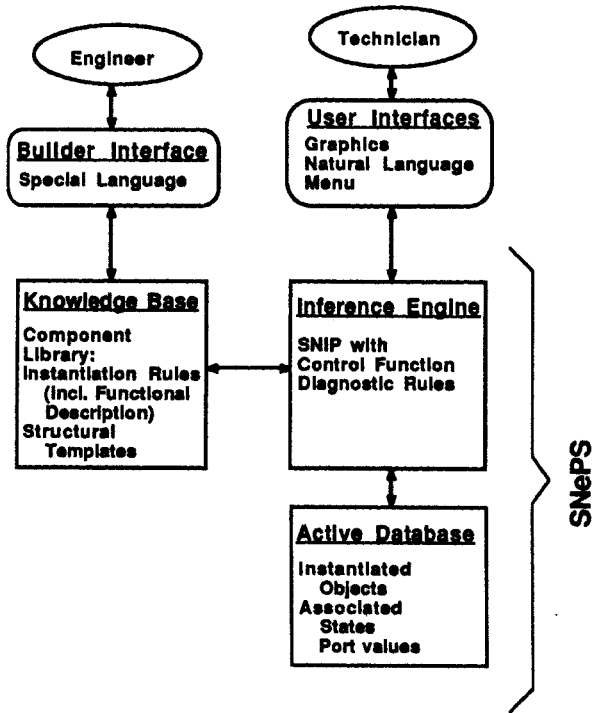 Engineer
Technician
Builder Interface
Special Language
User Interfaces
Graphics
Natural Language
Menu
Knowledge Base
Component
Library:
Instantiation Rules
(incl. Functional
Description)
Structural
Templates
Inference Engine
SNIP with
Control Function
Diagnostic Rules
Active Database
Instantiated
Objects
Associated
States
Port values
SNePS